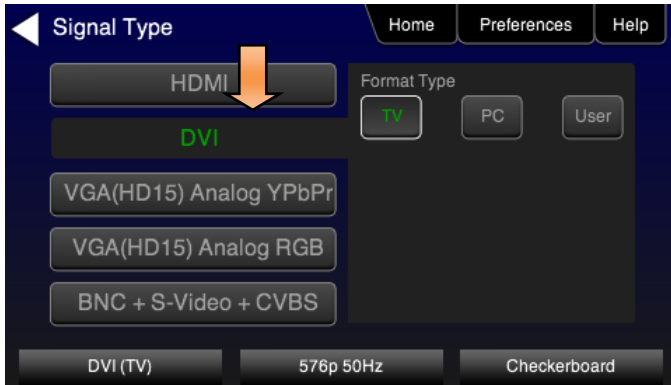 Signal Type
Home
Preferences
Help
HDMI
Format Type
TV
PC
User
DVI
VGA(HD15) Analog YPbPr
VGA(HD15) Analog RGB
BNC + S-Video + CVBS
DVI (TV)
576p 50Hz
Checkerboard